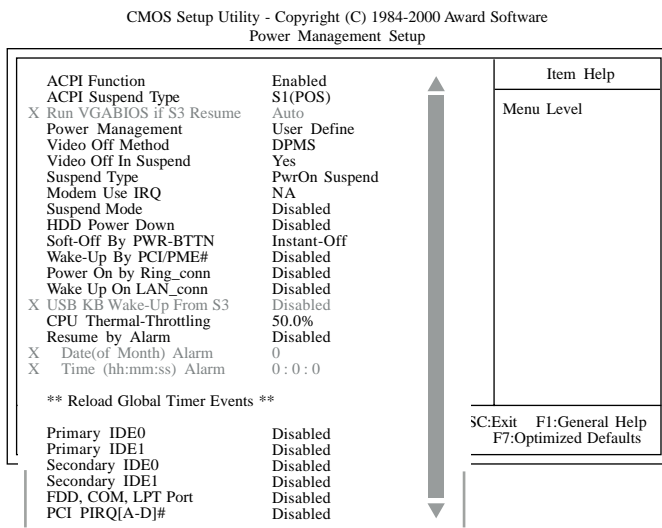 CMOS Setup Utility - Copyright (C) 1984-2000 Award Software
Power Management Setup
ACPI Function Enabled
ACPI Suspend Type S1(POS)
X Run VGABIOS if S3 Resume Auto
Power Management User Define
Video Off Method DPMS
Video Off In Suspend Yes
Suspend Type PwrOn Suspend
Modem Use IRQ NA
Suspend Mode Disabled
HDD Power Down Disabled
Soft-Off By PWR-BTTN Instant-Off
Wake-Up By PCI/PME# Disabled
Power On by Ring_conn Disabled
Wake Up On LAN_conn Disabled
X USB KB Wake-Up From S3 Disabled
CPU Thermal-Throttling 50.0%
Resume by Alarm Disabled
X Date(of Month) Alarm 0
X Time (hh:mm:ss) Alarm 0 : 0 : 0
** Reload Global Timer Events **
Primary IDE0 Disabled
Primary IDE1 Disabled
Secondary IDE0 Disabled
Secondary IDE1 Disabled
FDD, COM, LPT Port Disabled
PCI PIRQ[A-D]# Disabled
Item Help
Menu Level
SC:Exit F1:General Help
F7:Optimized Defaults